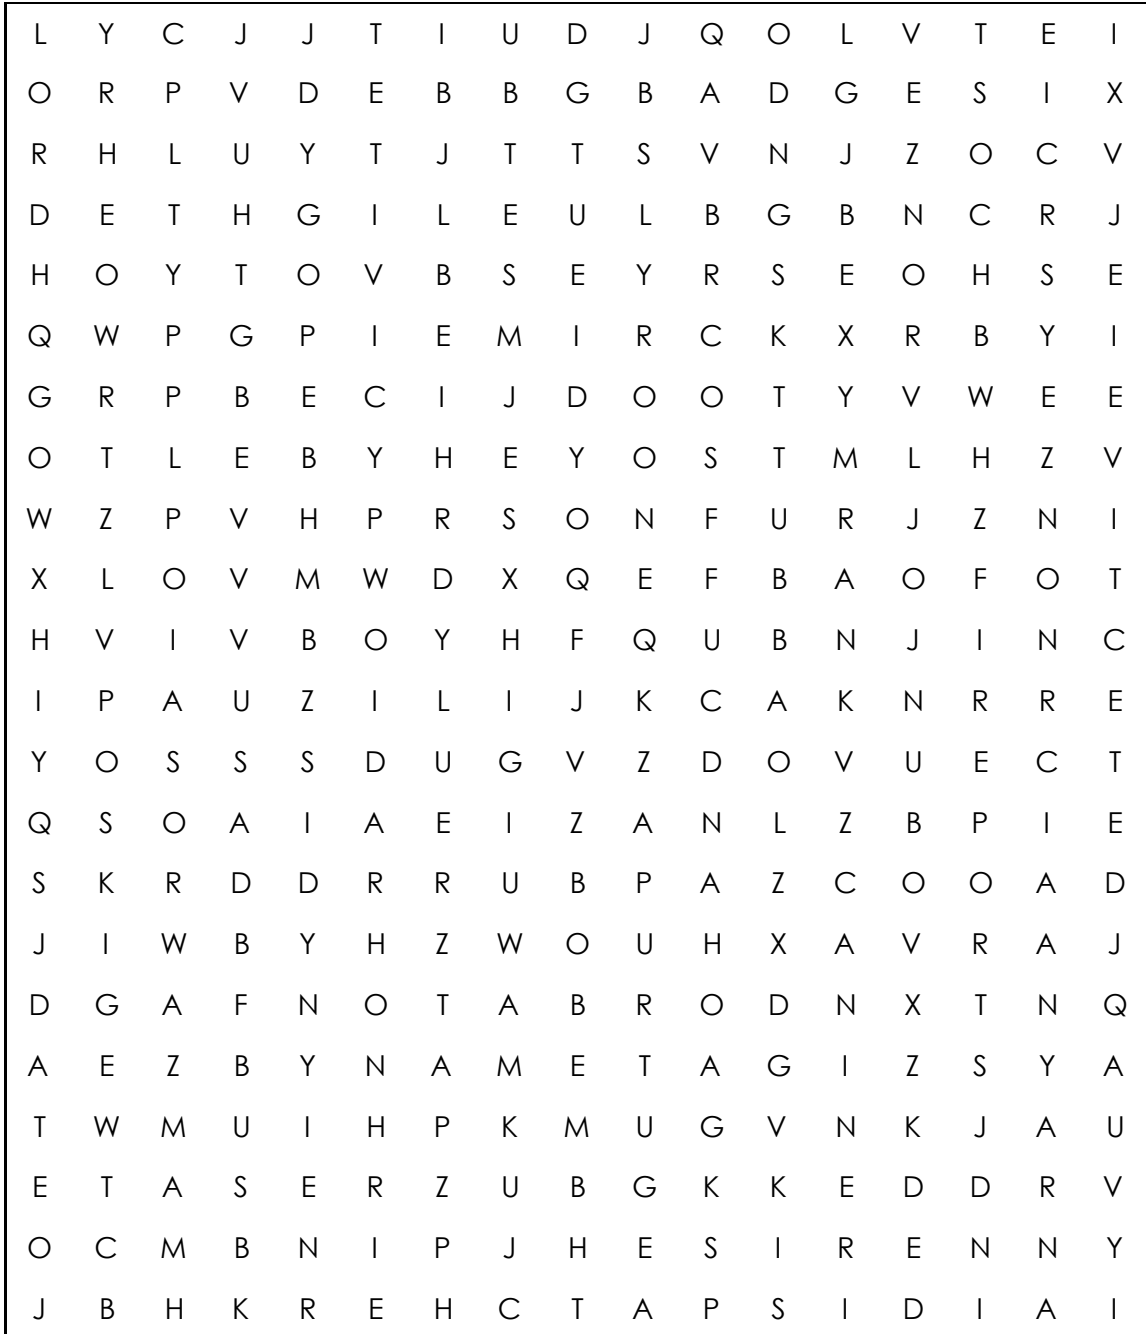 L Y C J J T I U D J Q O L V T E I
O R P V D E B B G B A D G E S I X
R H L U Y T J T T S V N J Z O C V
D E T H G I L E U L B G B N C R J
H O Y T O V B S E Y R S E O H S E
Q W P G P I E M I R C K X R B Y I
G R P B E C I J D O O T Y V W E E
O T L E B Y H E Y O S T M L H Z V
W Z P V H P R S O N F U R J Z N I
X L O V M W D X Q E F B A O F O T
H V I V B O Y H F Q U B N J I N C
I P A U Z I L I J K C A K N R R E
Y O S S S D U G V Z D O V U E C T
Q S O A I A E I Z A N L Z B P I E
S K R D D R R U B P A Z C O O A D
J I W B Y H Z W O U H X A V R A J
D G A F N O T A B R O D N X T N Q
A E Z B Y N A M E T A G I Z S Y A
T W M U I H P K M U G V N K J A U
E T A S E R Z U B G K K E D D R V
O C M B N I P J H E S I R E N N Y
J B H K R E H C T A P S I D I A I